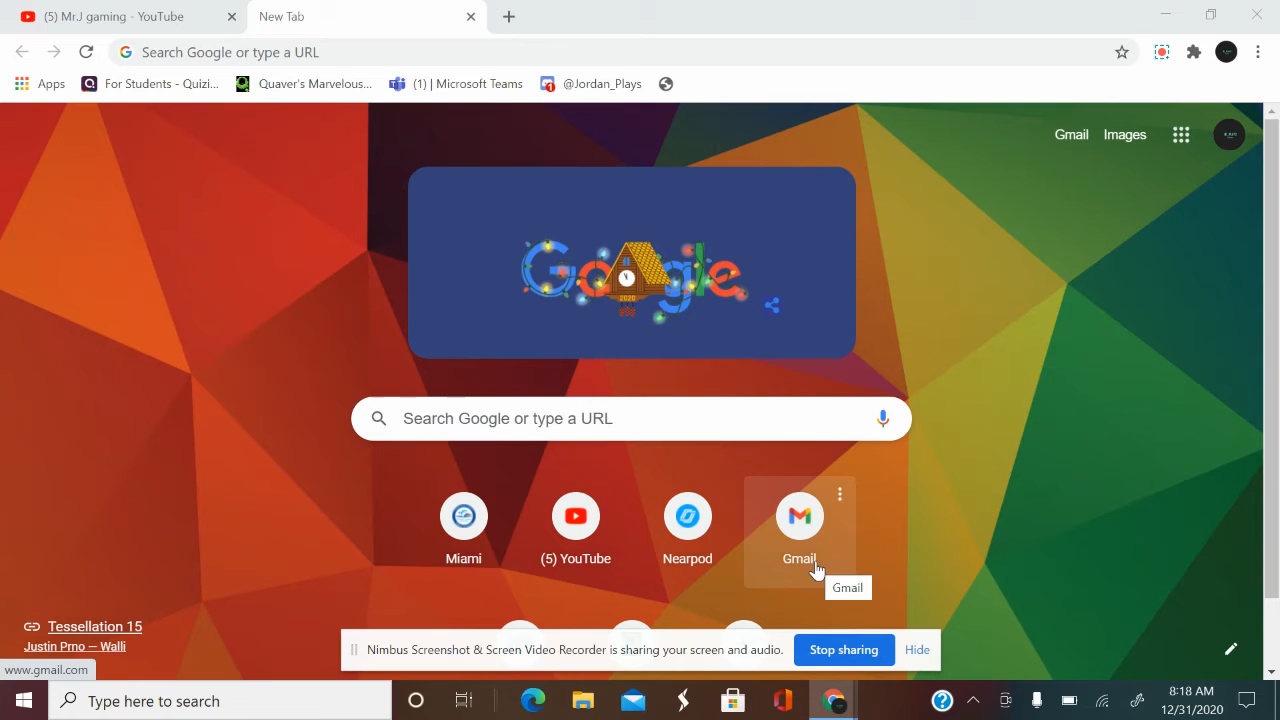 (5) Mr.J gaming - YouTube
New Tab
Search Google or type a URL
Apps
For Students - Quizi...
Quaver's Marvelous...
(1) | Microsoft Teams
@Jordan_Plays
Gmail
Images
Google
2020
Search Google or type a URL
Miami
(5) YouTube
Nearpod
Gmail
Gmail
Tessellation 15
Justin Prno — Walli
Nimbus Screenshot & Screen Video Recorder is sharing your screen and audio.
Stop sharing
Hide
www.gmail.com
Type here to search
8:18 AM
12/31/2020